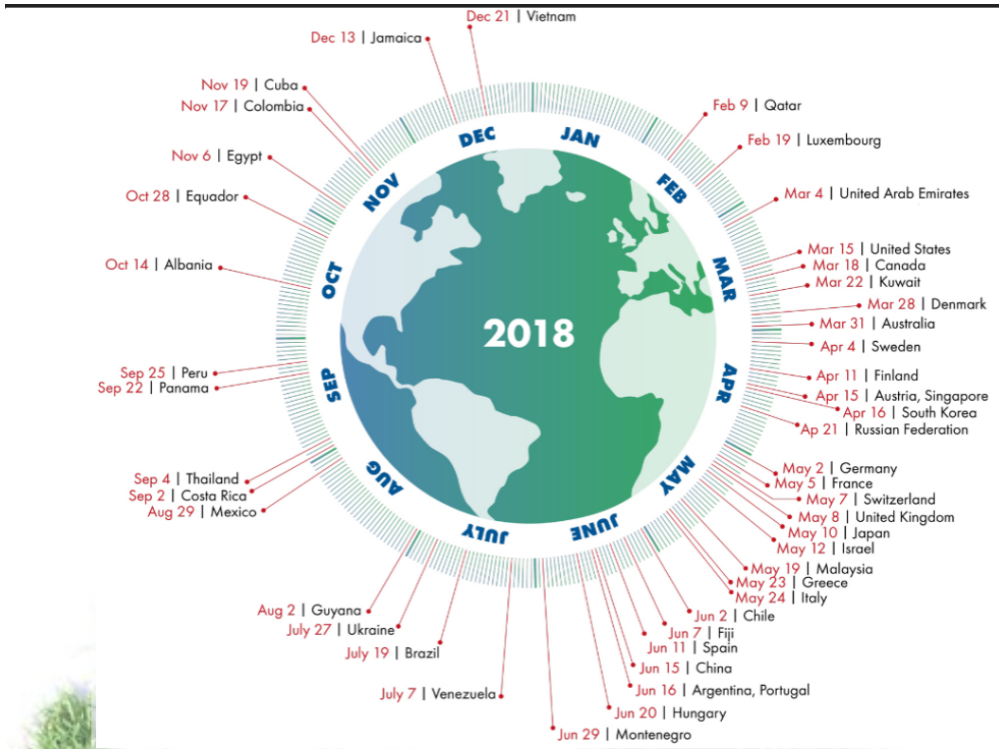 Dec 21 | Vietnam
Dec 13 | Jamaica
Nov 19 | Cuba
Nov 17 | Colombia
Nov 6 | Egypt
Oct 28 | Equador
Oct 14 | Albania
Sep 25 | Peru
Sep 22 | Panama
Sep 4 | Thailand
Sep 2 | Costa Rica
Aug 29 | Mexico
Aug 2 | Guyana
July 27 | Ukraine
July 19 | Brazil
July 7 | Venezuela
Feb 9 | Qatar
Feb 19 | Luxembourg
Mar 4 | United Arab Emirates
Mar 15 | United States
Mar 18 | Canada
Mar 22 | Kuwait
Mar 28 | Denmark
Mar 31 | Australia
Apr 4 | Sweden
Apr 11 | Finland
Apr 15 | Austria, Singapore
Apr 16 | South Korea
Ap 21 | Russian Federation
May 2 | Germany
May 5 | France
May 7 | Switzerland
May 8 | United Kingdom
May 10 | Japan
May 12 | Israel
May 19 | Malaysia
May 23 | Greece
May 24 | Italy
Jun 2 | Chile
Jun 7 | Fiji
Jun 11 | Spain
Jun 15 | China
Jun 16 | Argentina, Portugal
Jun 20 | Hungary
Jun 29 | Montenegro
JAN
FEB
MAR
APR
MAY
JUNE
JULY
AUG
SEP
OCT
NOV
DEC
2018